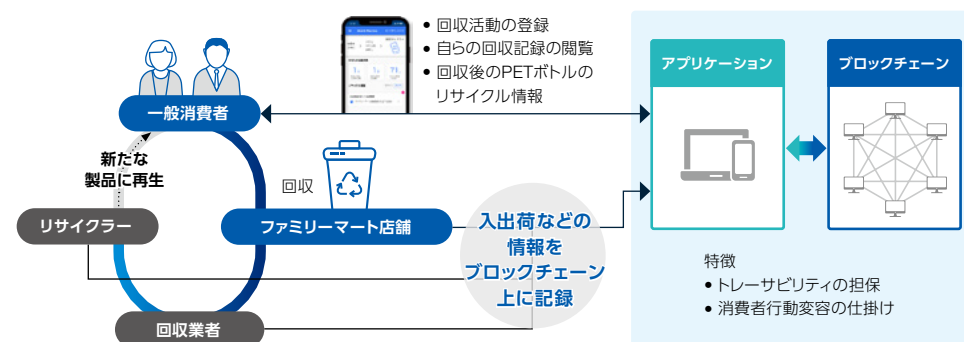 • 回収活動の登録
• 自らの回収記録の閲覧
• 回収後のPETボトルの
リサイクル情報
一般消費者
新たな
製品に再生
回収
リサイクラー
ファミリーマート店舗
回収業者
入出荷などの
情報を
ブロックチェーン
上に記録
アプリケーション
ブロックチェーン
特徴
• トレーサビリティの担保
• 消費者行動変容の仕掛け